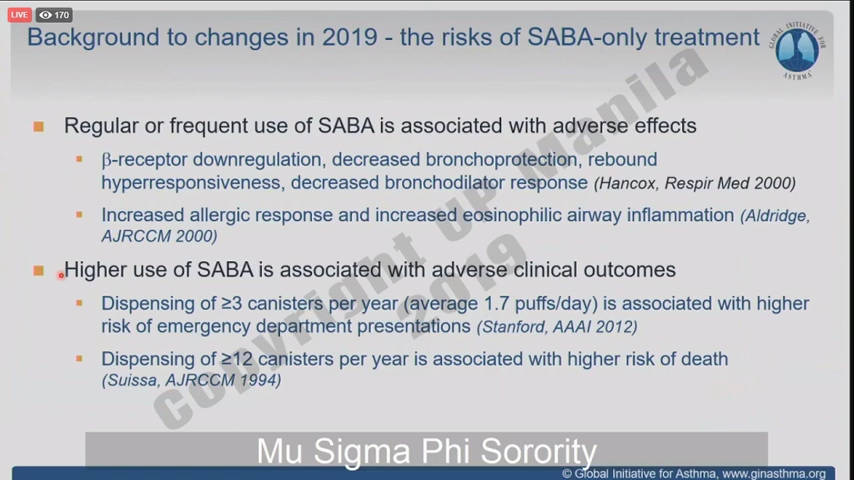 LIVE 170
Background to changes in 2019 - the risks of SABA-only treatment
GLOBAL INITIATIVE FOR ASTHMA
Regular or frequent use of SABA is associated with adverse effects
β-receptor downregulation, decreased bronchoprotection, rebound
hyperresponsiveness, decreased bronchodilator response (Hancox, Respir Med 2000)
Increased allergic response and increased eosinophilic airway inflammation (Aldridge,
AJRCCM 2000)
Higher use of SABA is associated with adverse clinical outcomes
Dispensing of ≥3 canisters per year (average 1.7 puffs/day) is associated with higher
risk of emergency department presentations (Stanford, AAAI 2012)
Dispensing of ≥12 canisters per year is associated with higher risk of death
(Suissa, AJRCCM 1994)
Copyright UP Manila
2019
Mu Sigma Phi Sorority
© Global Initiative for Asthma, www.ginasthma.org